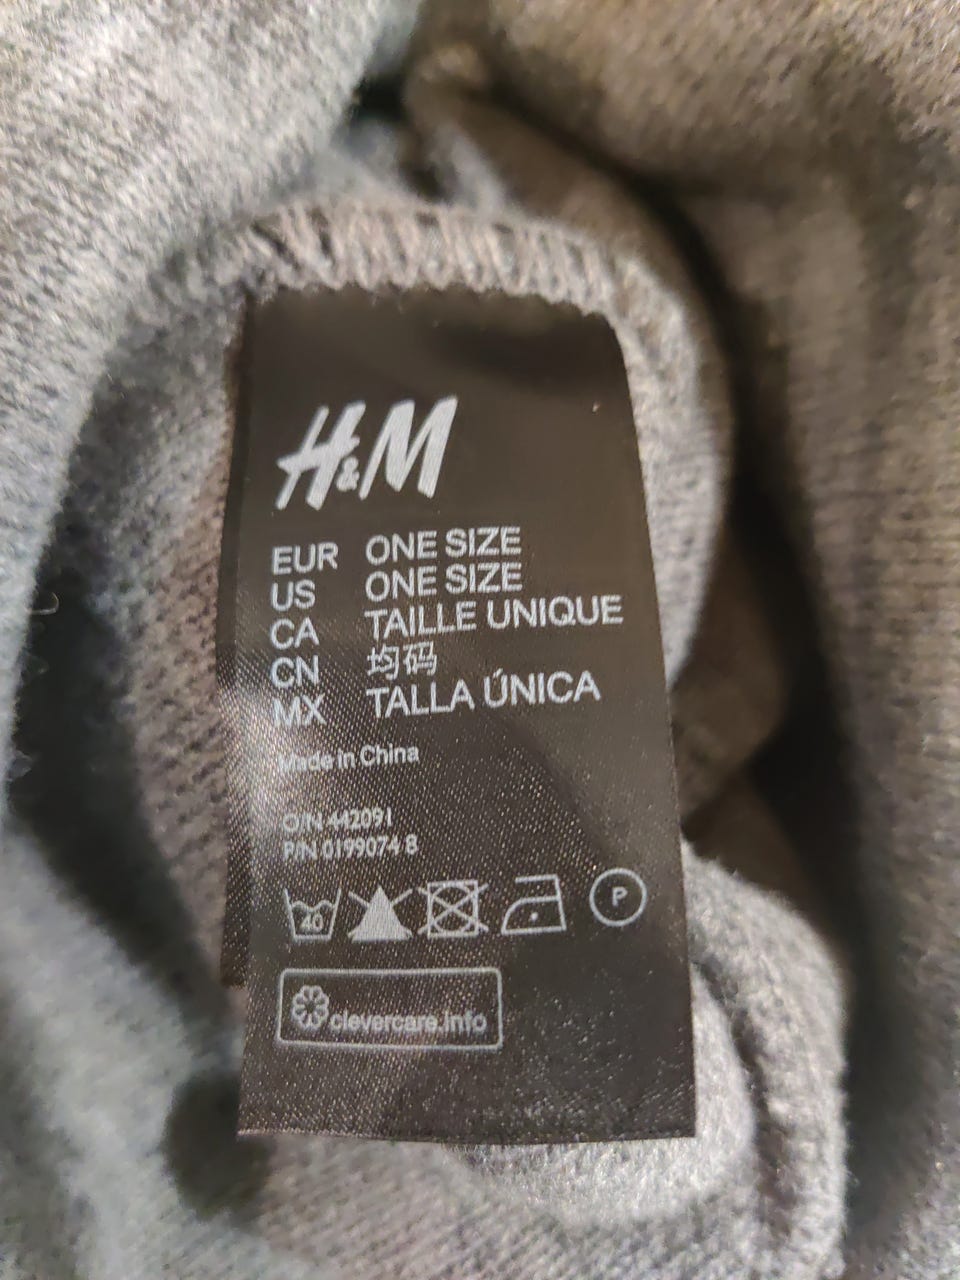 H&M
EUR ONE SIZE
US ONE SIZE
CA TAILLE UNIQUE
CN 均码
MX TALLA ÚNICA
Made in China
O/N 442091
P/N 0199074 8
40 P
clevercare.info